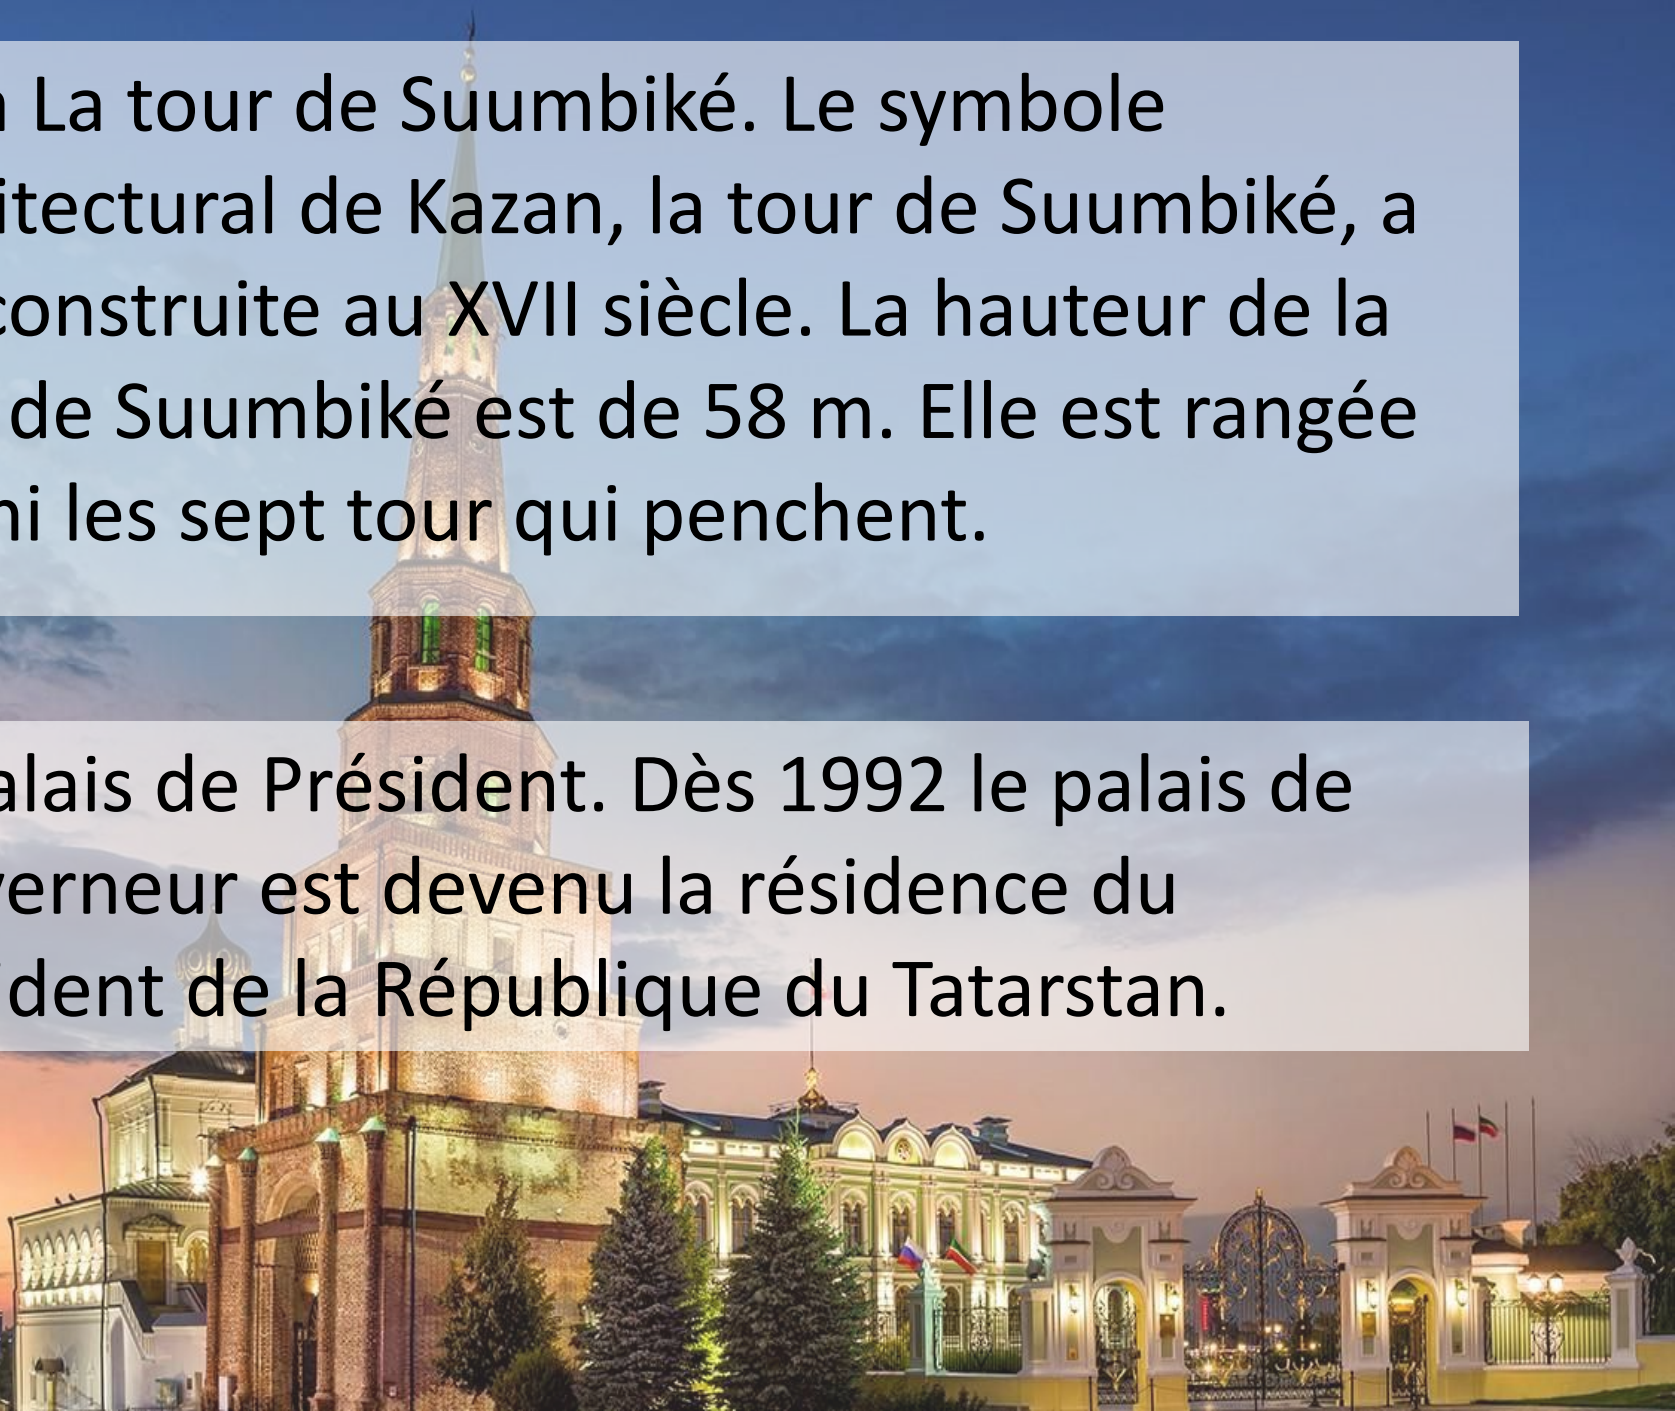 La tour de Suumbiké. Le symbole
itectural de Kazan, la tour de Suumbiké, a
construite au XVII siècle. La hauteur de la
de Suumbiké est de 58 m. Elle est rangée
les sept tour qui penchent.
alais de Président. Dès 1992 le palais de
verneur est devenu la résidence du
ident de la République du Tatarstan.